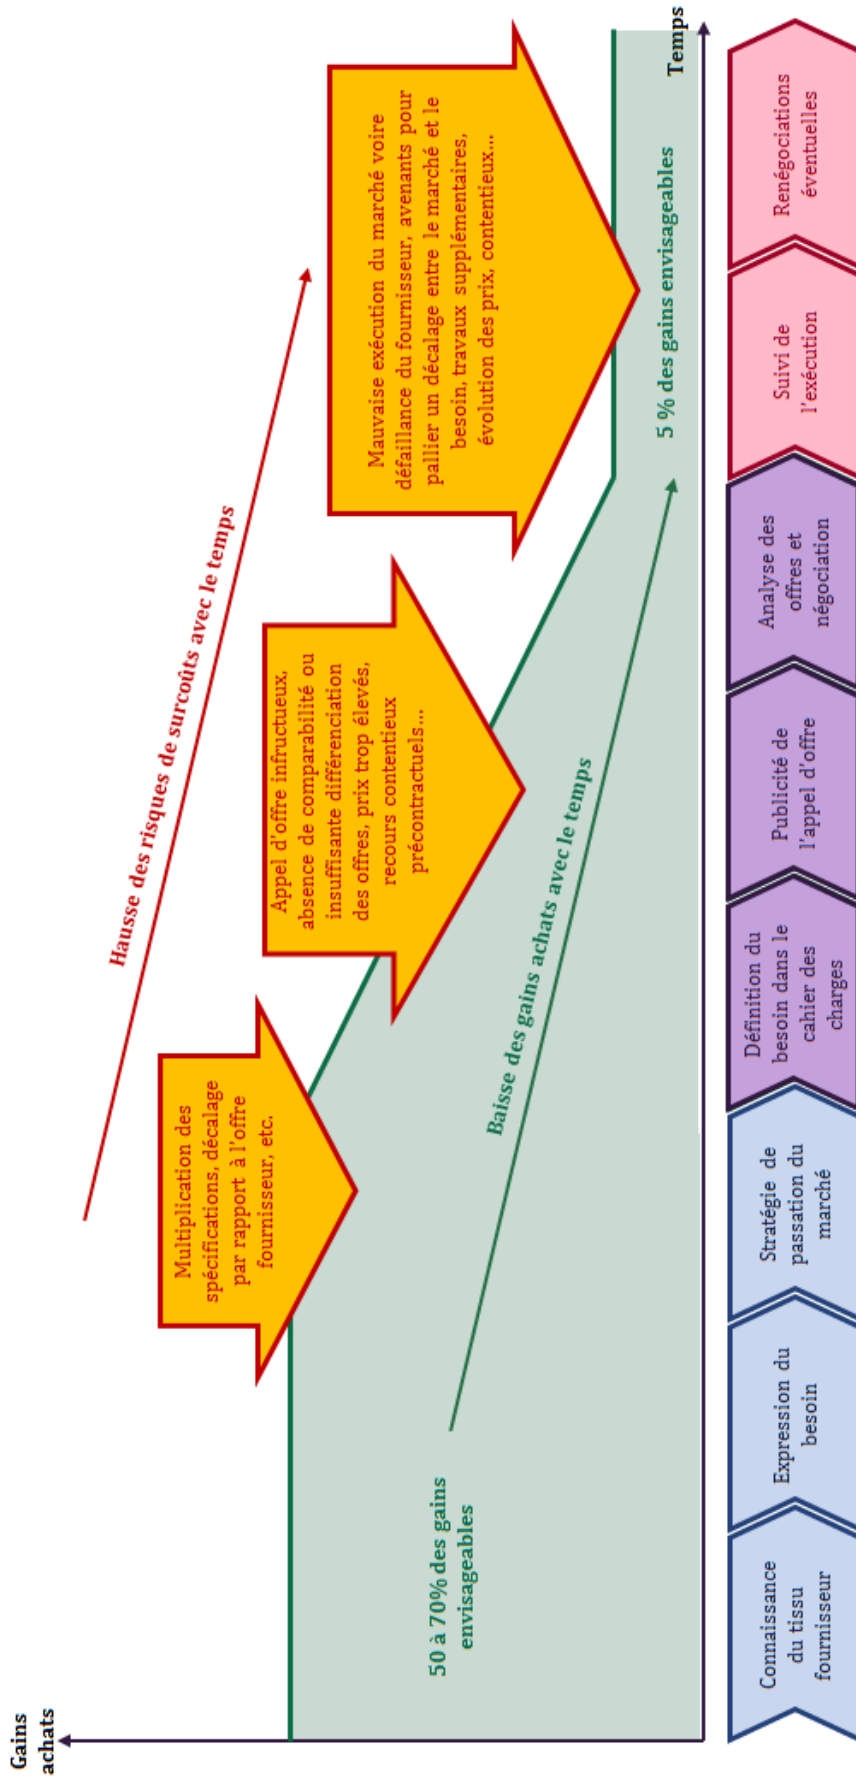 Gains
achats
Hausse des risques de surcoûts avec le temps
Multiplication des
spécifications, décalage
par rapport à l'offre
fournisseur, etc.
Appel d'offre infructueux,
absence de comparabilité ou
insuffisante différenciation
des offres, prix trop élevés,
recours contentieux
précontractuels…
Mauvaise exécution du marché voire
défaillance du fournisseur, avenants pour
pallier un décalage entre le marché et le
besoin, travaux supplémentaires,
évolution des prix, contentieux…
50 à 70% des gains
envisageables
Baisse des gains achats avec le temps
5 % des gains envisageables
Temps
Connaissance
du tissu
fournisseur
Expression du
besoin
Stratégie de
passation du
marché
Définition du
besoin dans le
cahier des
charges
Publicité de
l'appel d'offre
Analyse des
offres et
négociation
Suivi de
l'exécution
Renégociations
éventuelles